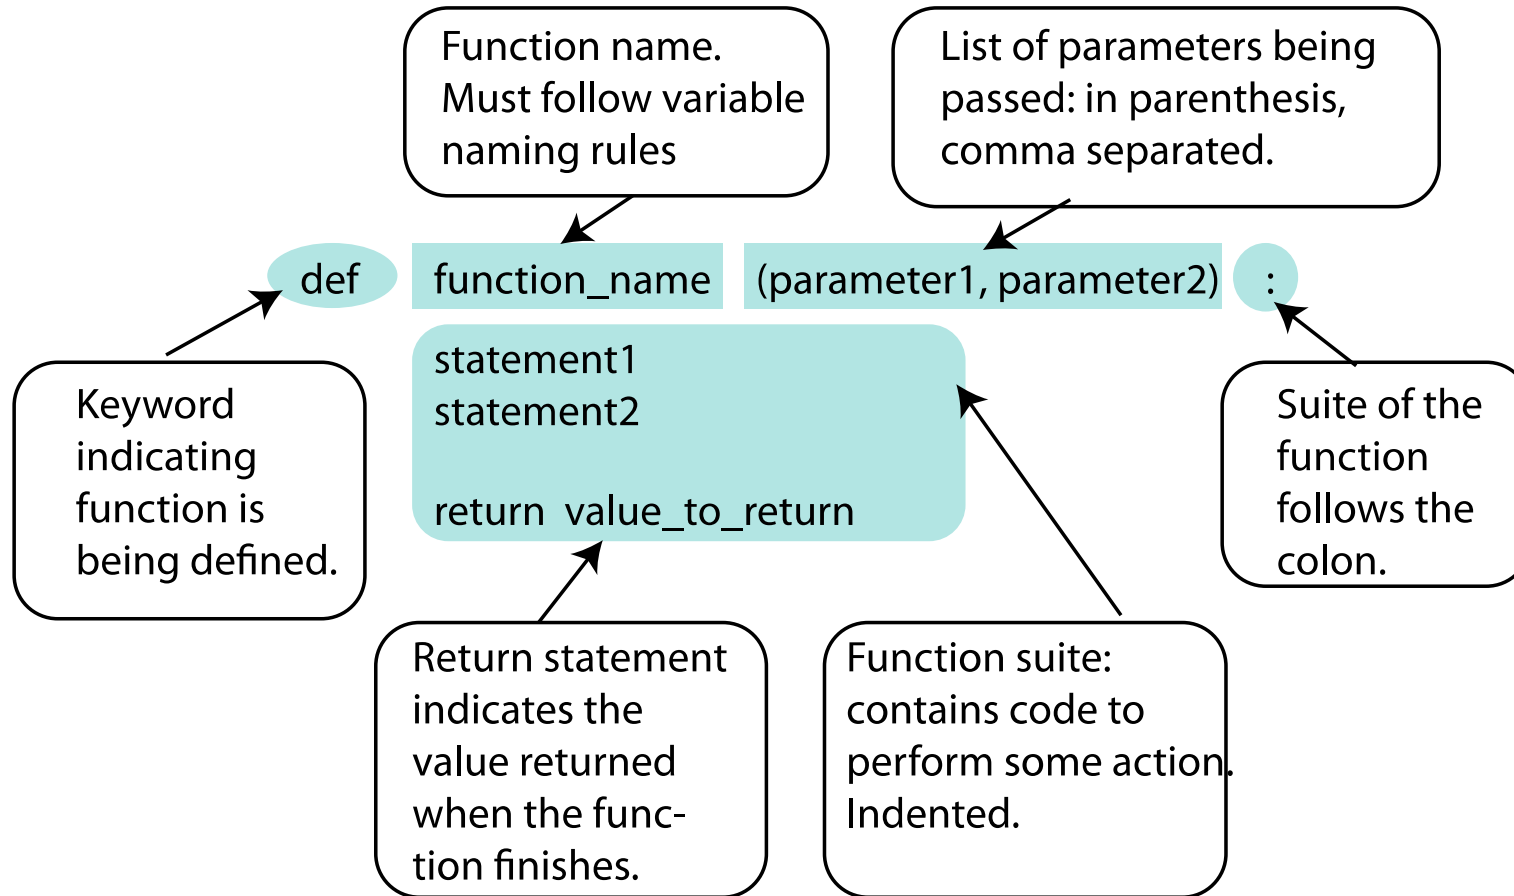 Function name.
Must follow variable
naming rules
List of parameters being
passed: in parenthesis,
comma separated.
def function_name (parameter1, parameter2) :
statement1
statement2
return value_to_return
Keyword
indicating
function is
being defined.
Suite of the
function
follows the
colon.
Return statement
indicates the
value returned
when the func-
tion finishes.
Function suite:
contains code to
perform some action.
Indented.